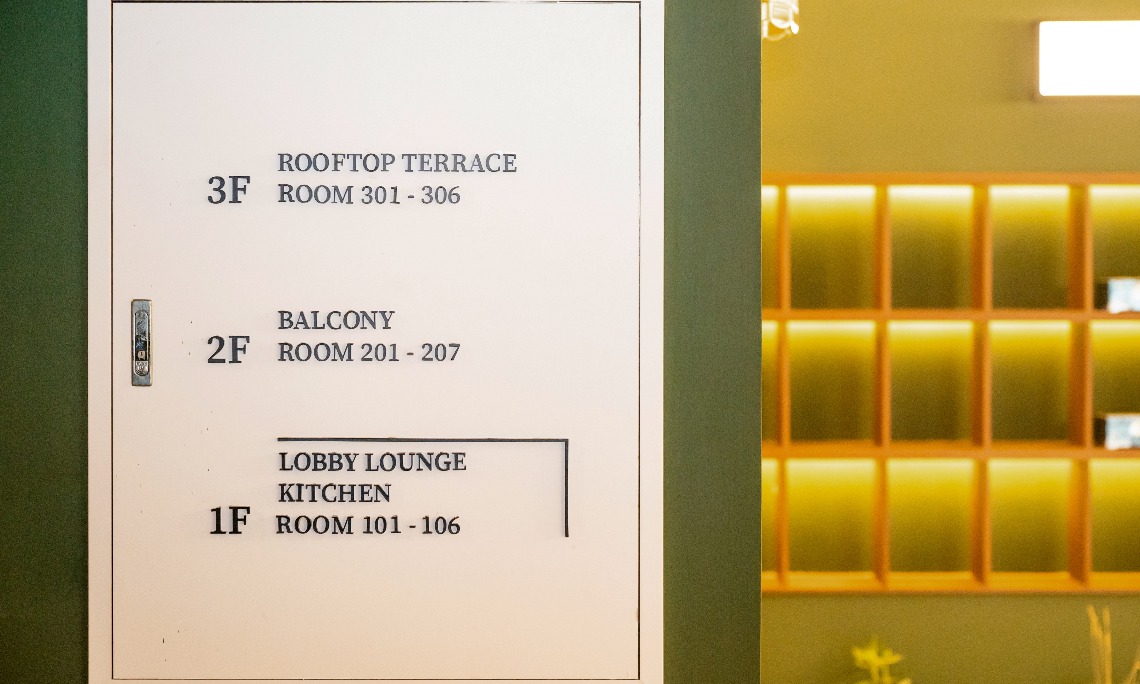 ROOFTOP TERRACE
3F ROOM 301 - 306
BALCONY
2F ROOM 201 - 207
LOBBY LOUNGE
KITCHEN
1F ROOM 101 - 106